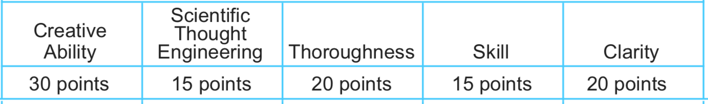 Creative
Ability
Scientific
Thought
Engineering
Thoroughness
Skill
Clarity
30 points
15 points
20 points
15 points
20 points